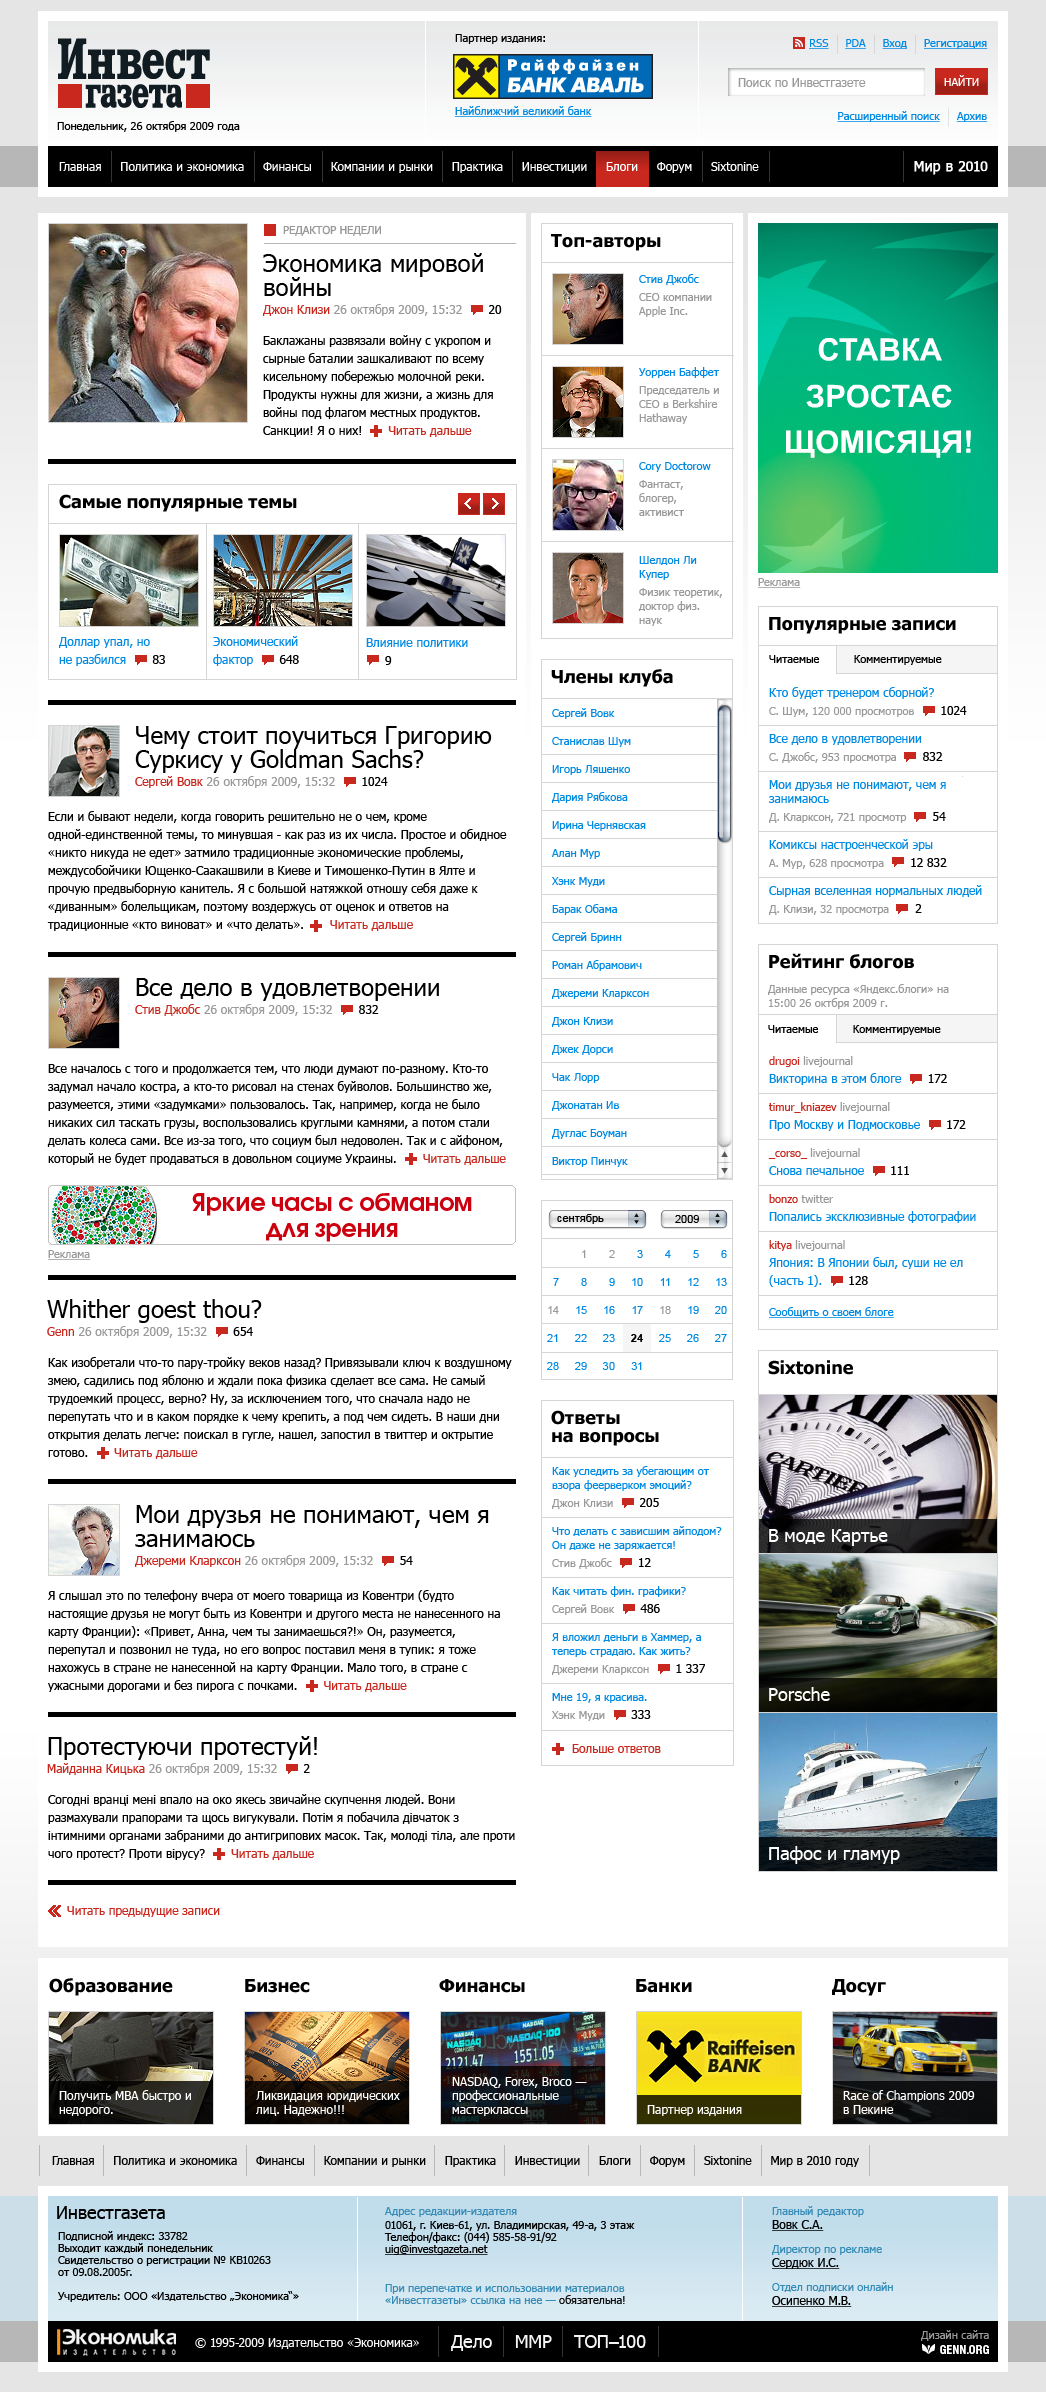 Инвест
газета
Понедельник, 26 октября 2009 года
Партнер издания:
Райффайзен
БАНК АВАЛЬ
Найближчий великий банк
RSS PDA Вход Регистрация
Поиск по Инвестгазете НАЙТИ
Расширенный поиск Архив
Главная Политика и экономика Финансы Компании и рынки Практика Инвестиции Блоги Форум Sixtonine Мир в 2010
РЕДАКТОР НЕДЕЛИ
Экономика мировой
войны
Джон Клизи 26 октября 2009, 15:32 20
Баклажаны развязали войну с укропом и
сырные баталии зашкаливают по всему
кисельному побережью молочной реки.
Продукты нужны для жизни, а жизнь для
войны под флагом местных продуктов.
Санкции! Я о них! Читать дальше
Самые популярные темы
Доллар упал, но
не разбился 83
Экономический
фактор 648
Влияние политики
9
Чему стоит поучиться Григорию
Суркису у Goldman Sachs?
Сергей Вовк 26 октября 2009, 15:32 1024
Если и бывают недели, когда говорить решительно не о чем, кроме
одной-единственной темы, то минувшая - как раз из их числа. Простое и обидное
«никто никуда не едет» затмило традиционные экономические проблемы,
междусобойчики Ющенко-Саакашвили в Киеве и Тимошенко-Путин в Ялте и
прочую предвыборную канитель. Я с большой натяжкой отношу себя даже к
«диванным» болельщикам, поэтому воздержусь от оценок и ответов на
традиционные «кто виноват» и «что делать». Читать дальше
Все дело в удовлетворении
Стив Джобс 26 октября 2009, 15:32 832
Все началось с того и продолжается тем, что люди думают по-разному. Кто-то
задумал начало костра, а кто-то рисовал на стенах буйволов. Большинство же,
разумеется, этими «задумками» пользовалось. Так, например, когда не было
никаких сил таскать грузы, воспользовались круглыми камнями, а потом стали
делать колеса сами. Все из-за того, что социум был недоволен. Так и с айфоном,
который не будет продаваться в довольном социуме Украины. Читать дальше
Яркие часы с обманом
для зрения
Реклама
Whither goest thou?
Genn 26 октября 2009, 15:32 654
Как изобретали что-то пару-тройку веков назад? Привязывали ключ к воздушному
змею, садились под яблоню и ждали пока физика сделает все сама. Не самый
трудоемкий процесс, верно? Ну, за исключением того, что сначала надо не
перепутать что и в каком порядке к чему крепить, а под чем сидеть. В наши дни
открытия делать легче: поискал в гугле, нашел, запостил в твиттер и октрытие
готово. Читать дальше
Мои друзья не понимают, чем я
занимаюсь
Джереми Кларксон 26 октября 2009, 15:32 54
Я слышал это по телефону вчера от моего товарища из Ковентри (будто
настоящие друзья не могут быть из Ковентри и другого места не нанесенного на
карту Франции): «Привет, Анна, чем ты занимаешься?!» Он, разумеется,
перепутал и позвонил не туда, но его вопрос поставил меня в тупик: я тоже
нахожусь в стране не нанесенной на карту Франции. Мало того, в стране с
ужасными дорогами и без пирога с почками. Читать дальше
Протестуючи протестуй!
Майданна Кицька 26 октября 2009, 15:32 2
Согодні вранці мені впало на око якесь звичайне скупчення людей. Вони
размахували прапорами та щось вигукували. Потім я побачила дівчаток з
інтимними органами забраними до антигрипових масок. Так, молоді тіла, але проти
чого протест? Проти вірусу? Читать дальше
Читать предыдущие записи
Топ-авторы
Стив Джобс
CEO компании
Apple Inc.
Уоррен Баффет
Председатель и
CEO в Berkshire
Hathaway
Cory Doctorow
Фантаст,
блогер,
активист
Шелдон Ли
Купер
Физик теоретик,
доктор физ.
наук
Члены клуба
Сергей Вовк
Станислав Шум
Игорь Ляшенко
Дария Рябкова
Ирина Чернявская
Алан Мур
Хэнк Муди
Барак Обама
Сергей Бринн
Роман Абрамович
Джереми Кларксон
Джон Клизи
Джек Дорси
Чак Лорр
Джонатан Ив
Дуглас Боуман
Виктор Пинчук
сентябрь 2009
1 2 3 4 5 6
7 8 9 10 11 12 13
14 15 16 17 18 19 20
21 22 23 24 25 26 27
28 29 30 31
Ответы
на вопросы
Как уследить за убегающим от
взора феерверком эмоций?
Джон Клизи 205
Что делать с зависшим айподом?
Он даже не заряжается!
Стив Джобс 12
Как читать фин. графики?
Сергей Вовк 486
Я вложил деньги в Хаммер, а
теперь страдаю. Как жить?
Джереми Кларксон 1 337
Мне 19, я красива.
Хэнк Муди 333
Больше ответов
СТАВКА
ЗРОСТАЄ
ЩОМІСЯЦЯ!
Реклама
Популярные записи
Читаемые Комментируемые
Кто будет тренером сборной?
С. Шум, 120 000 просмотров 1024
Все дело в удовлетворении
С. Джобс, 953 просмотра 832
Мои друзья не понимают, чем я
занимаюсь
Д. Кларксон, 721 просмотр 54
Комиксы настроенческой эры
А. Мур, 628 просмотра 12 832
Сырная вселенная нормальных людей
Д. Клизи, 32 просмотра 2
Рейтинг блогов
Данные ресурса «Яндекс.блоги» на
15:00 26 октября 2009 г.
Читаемые Комментируемые
drugoi livejournal
Викторина в этом блоге 172
timur_kniazev livejournal
Про Москву и Подмосковье 172
_corso_ livejournal
Снова печальное 111
bonzo twitter
Попались эксклюзивные фотографии
kitya livejournal
Япония: В Японии был, суши не ел
(часть 1). 128
Сообщить о своем блоге
Sixtonine
CARTIER
В моде Картье
Porsche
Пафос и гламур
Образование
Получить МВА быстро и
недорого.
Бизнес
Ликвидация юридических
лиц. Надежно!!!
Финансы
NASDAQ
NASDAQ-100
2121.47 1551.05
NASDAQ, Forex, Broco —
профессиональные
мастерклассы
Банки
Raiffeisen
BANK
Партнер издания
Досуг
Race of Champions 2009
в Пекине
Главная Политика и экономика Финансы Компании и рынки Практика Инвестиции Блоги Форум Sixtonine Мир в 2010 году
Инвестгазета
Подписной индекс: 33782
Выходит каждый понедельник
Свидетельство о регистрации № КВ10263
от 09.08.2005г.
Учредитель: ООО «Издательство „Экономика“»
Адрес редакции-издателя
01061, г. Киев-61, ул. Владимирская, 49-а, 3 этаж
Телефон/факс: (044) 585-58-91/92
uig@investgazeta.net
При перепечатке и использовании материалов
«Инвестгазеты» ссылка на нее — обязательна!
Главный редактор
Вовк С.А.
Директор по рекламе
Сердюк И.С.
Отдел подписки онлайн
Осипенко М.В.
Экономика
ИЗДАТЕЛЬСТВО
© 1995-2009 Издательство «Экономика» Дело ММР ТОП–100
Дизайн сайта
GENN.ORG